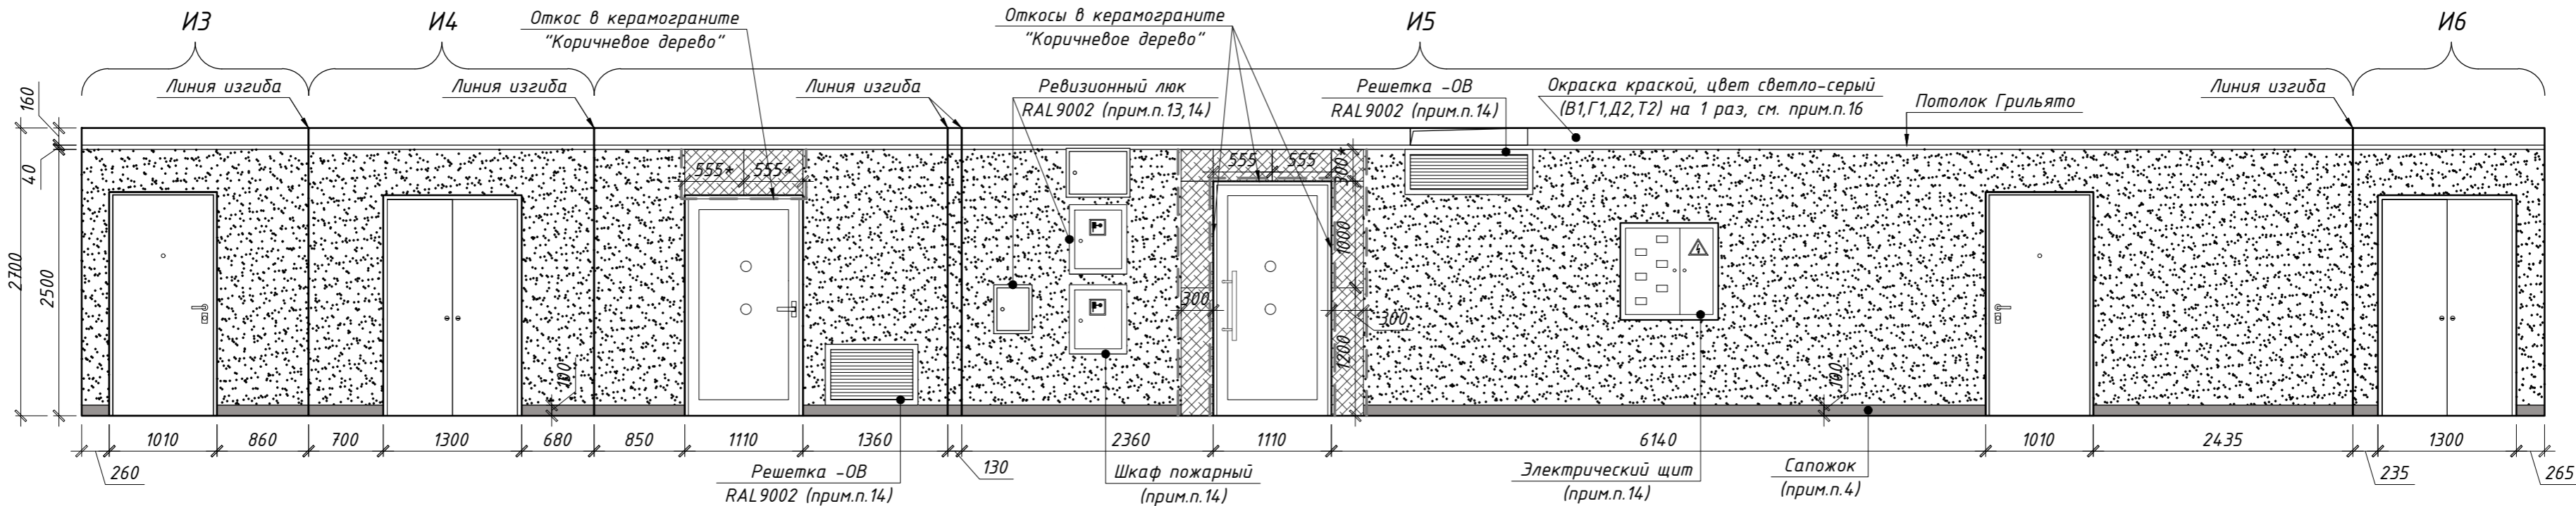 И3
И4
И5
И6
Откос в керамограните
"Коричневое дерево"
Откосы в керамограните
"Коричневое дерево"
Линия изгиба
Линия изгиба
Линия изгиба
Ревизионный люк
RAL9002 (прим.п.13,14)
Решетка -ОВ
RAL9002 (прим.п.14)
Окраска краской, цвет светло-серый
(В1,Г1,Д2,Т2) на 1 раз, см. прим.п.16
Потолок Грильято
Линия изгиба
160
40
2700
2500
555*
555*
555
555
300*
1000
300
300
1200
100
100
1010
860
700
1300
680
850
1110
1360
2360
1110
6140
1010
2435
1300
260
130
235
265
Решетка -ОВ
RAL9002 (прим.п.14)
Шкаф пожарный
(прим.п.14)
Электрический щит
(прим.п.14)
Сапожок
(прим.п.4)